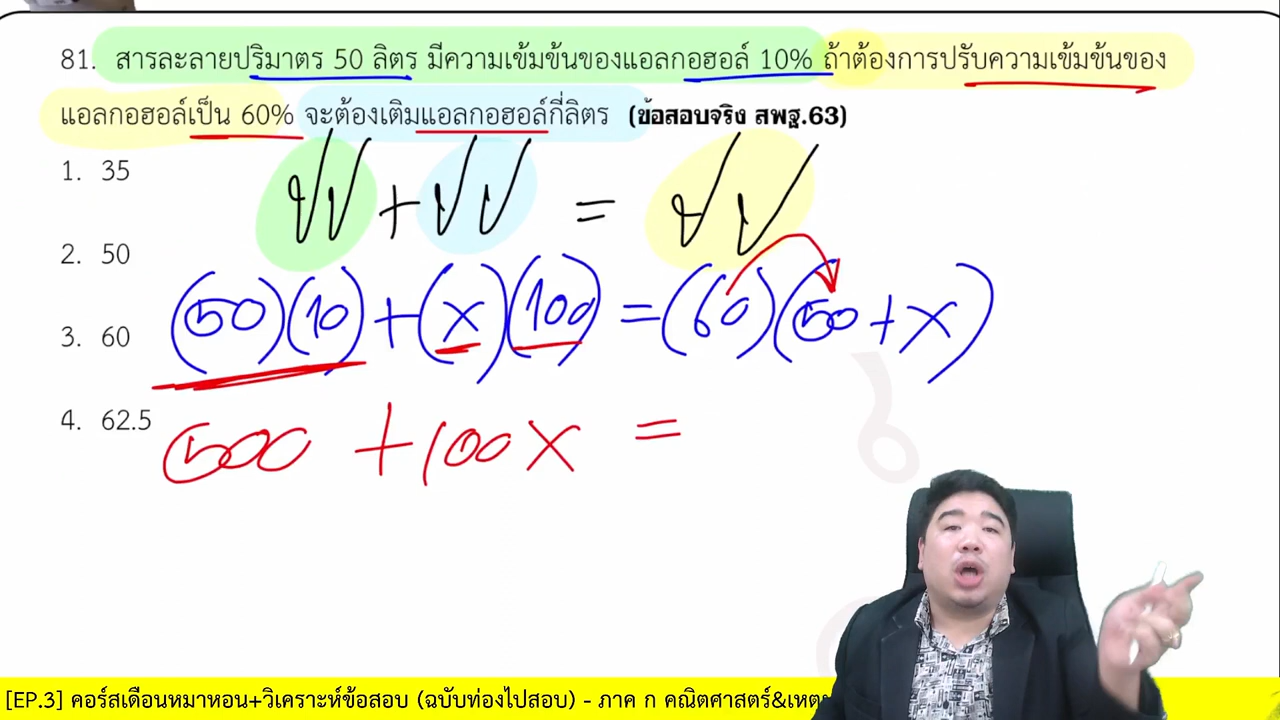 81. สารละลายปริมาตร 50 ลิตร มีความเข้มข้นของแอลกอฮอล์ 10% ถ้าต้องการปรับความเข้มข้นของ
แอลกอฮอล์เป็น 60% จะต้องเติมแอลกอฮอล์กี่ลิตร (ข้อสอบจริง สพฐ.63)
1. 35
ปป + ปป = ปป
2. 50
(50)(10) + (x)(100) = (60)(50 + x)
3. 60
4. 62.5
500 + 100x =
[EP.3] คอร์สเดือนหมาหอน+วิเคราะห์ข้อสอบ (ฉบับท่องไปสอบ) - ภาค ก คณิตศาสตร์&เหตุ